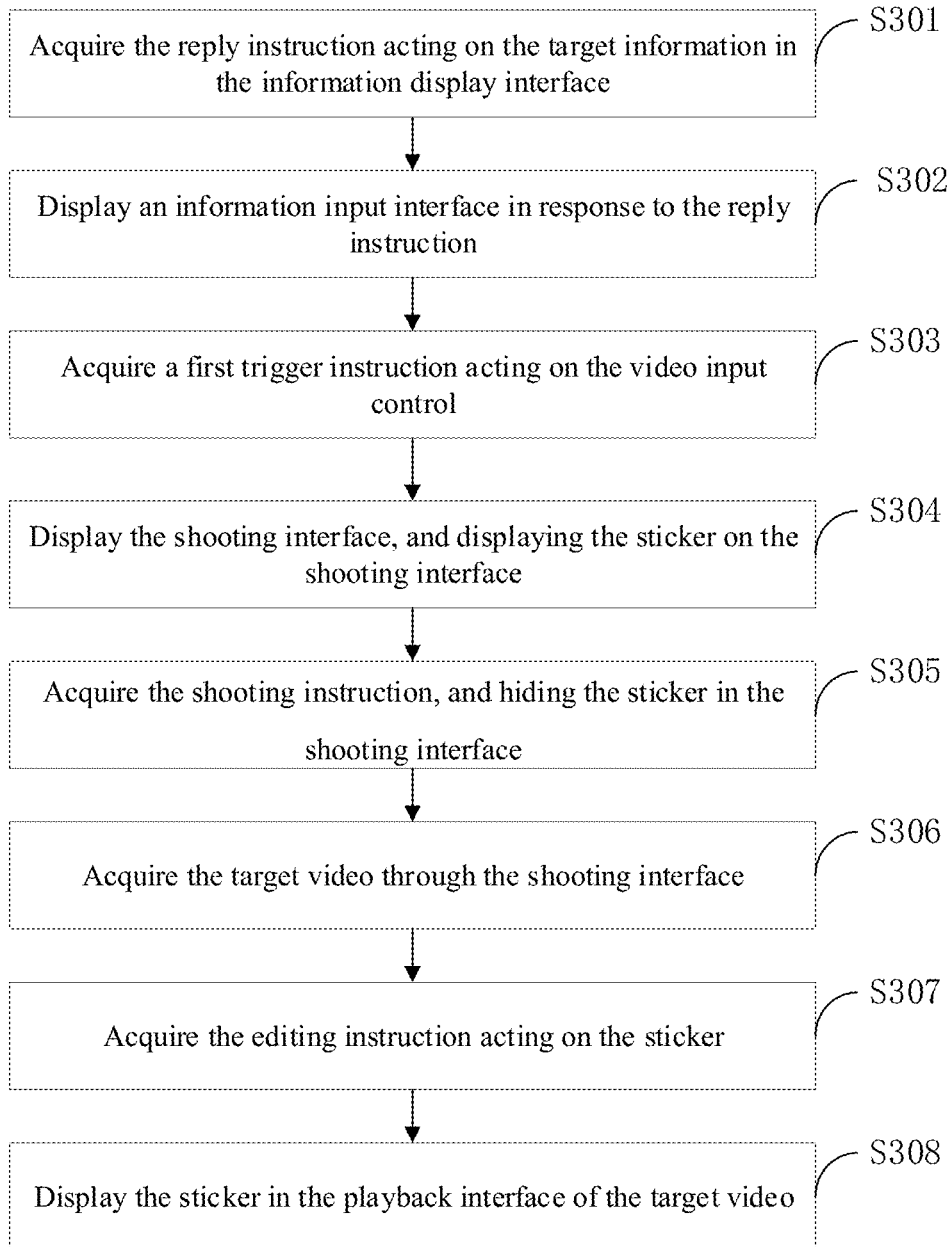 S301
Acquire the reply instruction acting on the target information in
the information display interface
S302
Display an information input interface in response to the reply
instruction
S303
Acquire a first trigger instruction acting on the video input
control
S304
Display the shooting interface, and displaying the sticker on the
shooting interface
S305
Acquire the shooting instruction, and hiding the sticker in the
shooting interface
S306
Acquire the target video through the shooting interface
S307
Acquire the editing instruction acting on the sticker
S308
Display the sticker in the playback interface of the target video